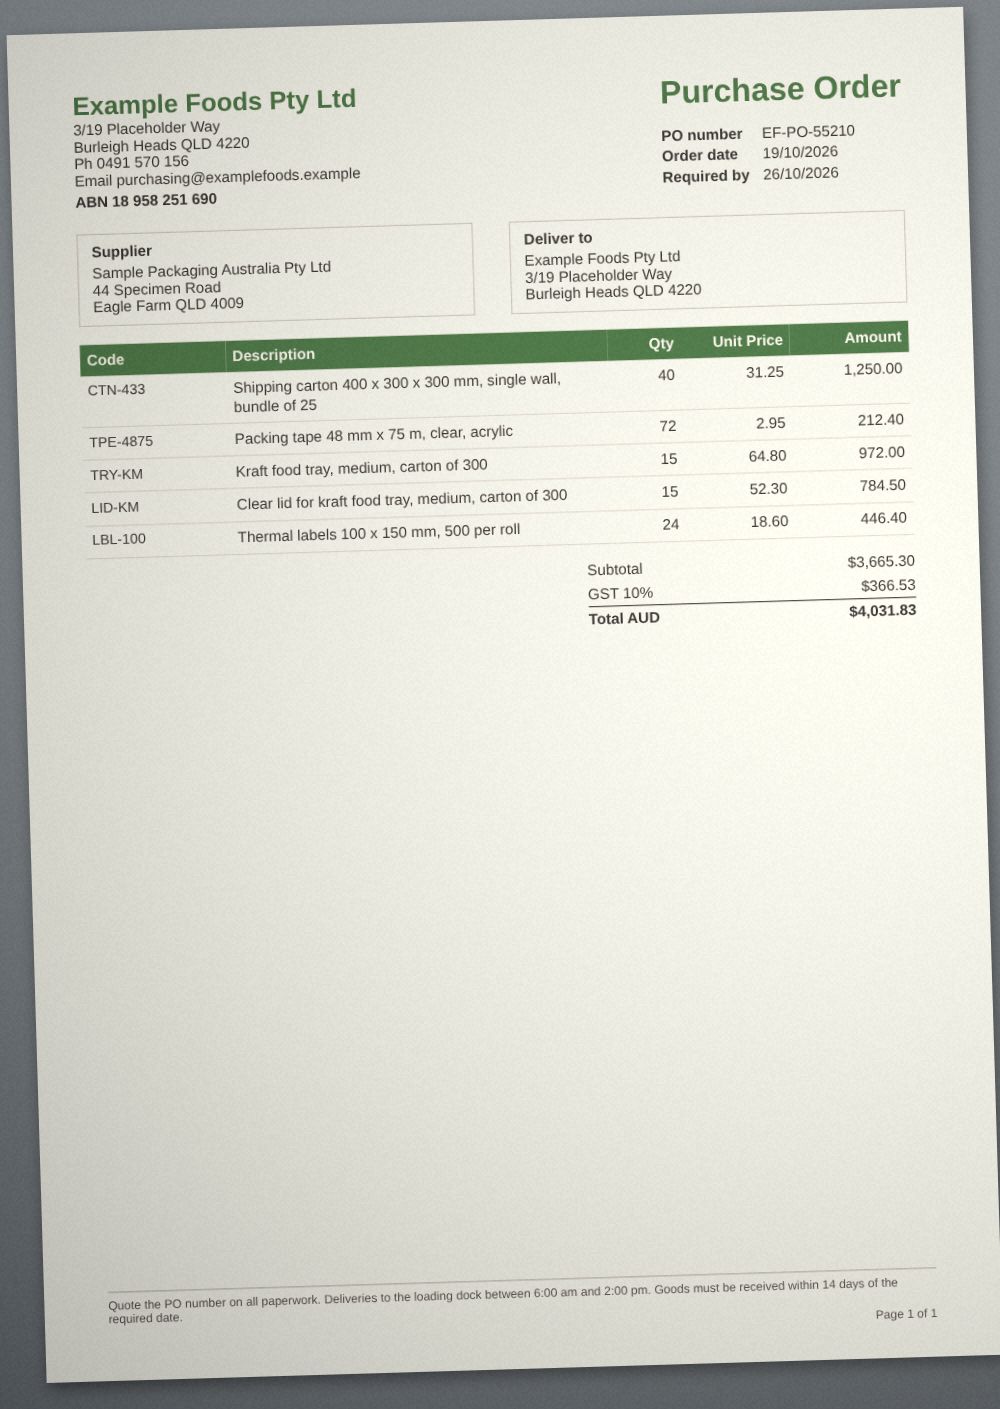 Example Foods Pty Ltd
3/19 Placeholder Way
Burleigh Heads QLD 4220
Ph 0491 570 156
Email purchasing@examplefoods.example
ABN 18 958 251 690
Purchase Order
PO number EF-PO-55210
Order date 19/10/2026
Required by 26/10/2026
Supplier
Sample Packaging Australia Pty Ltd
44 Specimen Road
Eagle Farm QLD 4009
Deliver to
Example Foods Pty Ltd
3/19 Placeholder Way
Burleigh Heads QLD 4220
Code Description Qty Unit Price Amount
CTN-433 Shipping carton 400 x 300 x 300 mm, single wall, 40 31.25 1,250.00
bundle of 25
TPE-4875 Packing tape 48 mm x 75 m, clear, acrylic 72 2.95 212.40
TRY-KM Kraft food tray, medium, carton of 300 15 64.80 972.00
LID-KM Clear lid for kraft food tray, medium, carton of 300 15 52.30 784.50
LBL-100 Thermal labels 100 x 150 mm, 500 per roll 24 18.60 446.40
Subtotal $3,665.30
GST 10% $366.53
Total AUD $4,031.83
Quote the PO number on all paperwork. Deliveries to the loading dock between 6:00 am and 2:00 pm. Goods must be received within 14 days of the
required date.
Page 1 of 1